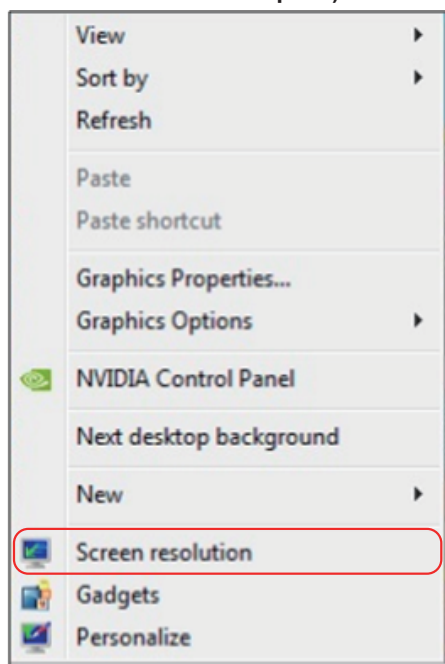 View
Sort by
Refresh
Paste
Paste shortcut
Graphics Properties...
Graphics Options
NVIDIA Control Panel
Next desktop background
New
Screen resolution
Gadgets
Personalize